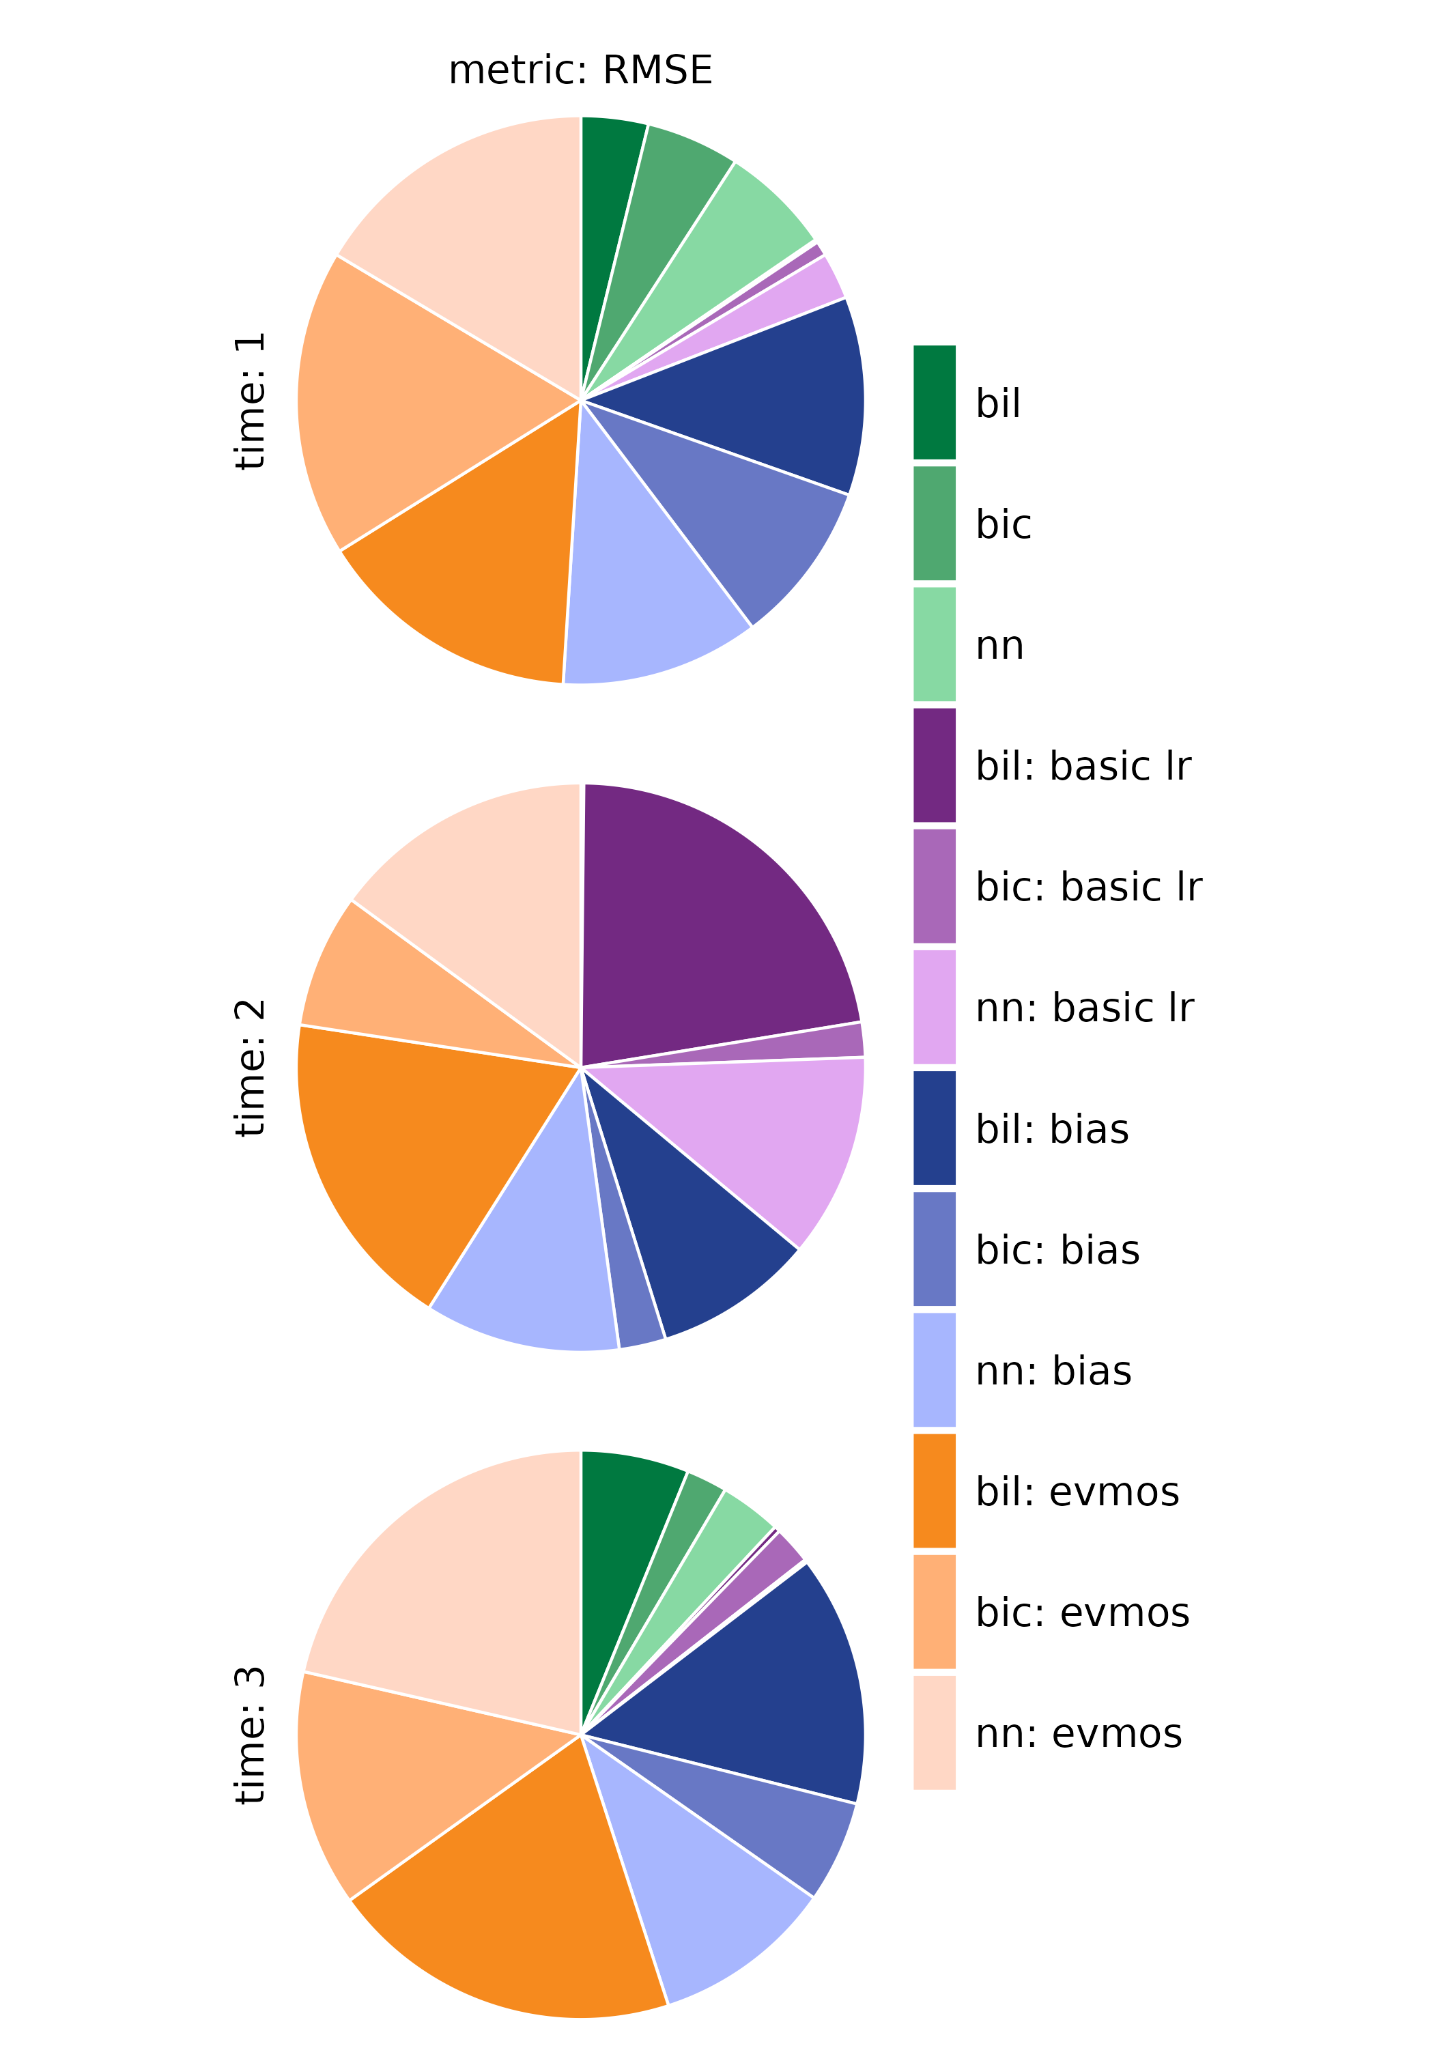 metric: RMSE
time: 1
time: 2
time: 3
bil
bic
nn
bil: basic lr
bic: basic lr
nn: basic lr
bil: bias
bic: bias
nn: bias
bil: evmos
bic: evmos
nn: evmos